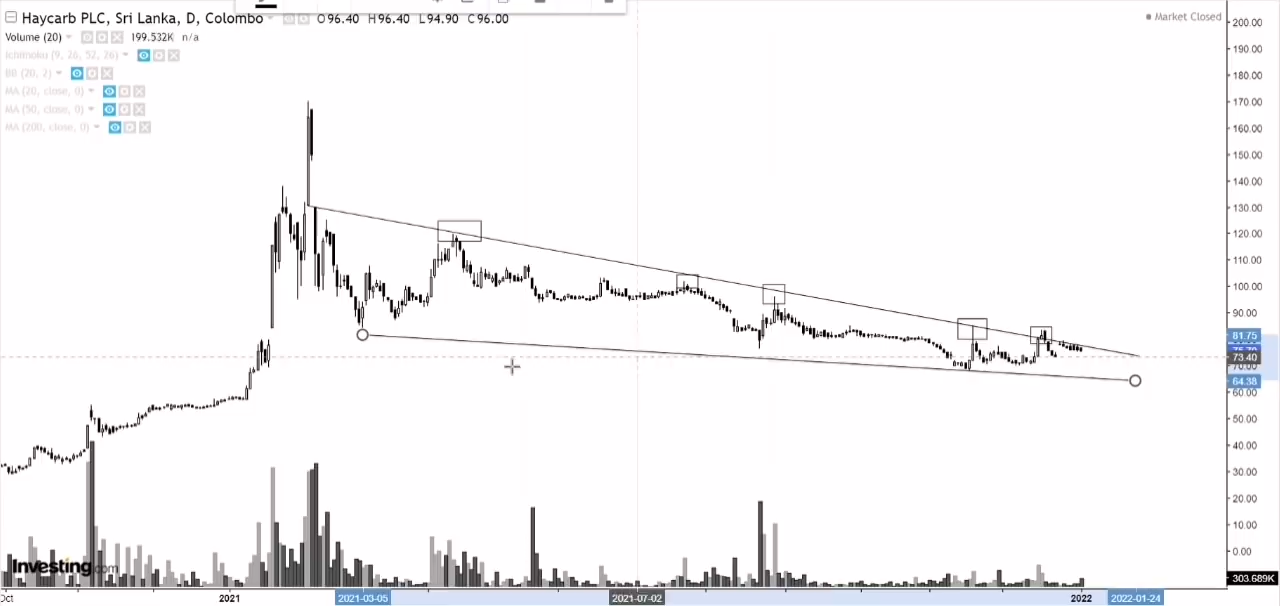 Haycarb PLC, Sri Lanka, D, Colombo O96.40 H96.40 L94.90 C96.00
Market Closed
Volume (20) 199.532K n/a
Ichimoku (9, 26, 52, 26)
BB (20, 2)
MA (20, close, 0)
MA (50, close, 0)
MA (200, close, 0)
200.00
190.00
180.00
170.00
160.00
150.00
140.00
130.00
120.00
110.00
100.00
90.00
81.75
73.40
70.00
64.38
60.00
50.00
40.00
30.00
20.00
10.00
0.00
Investing.com
303.689K
Oct 2021 2021-03-05 2021-07-02 2022 2022-01-24